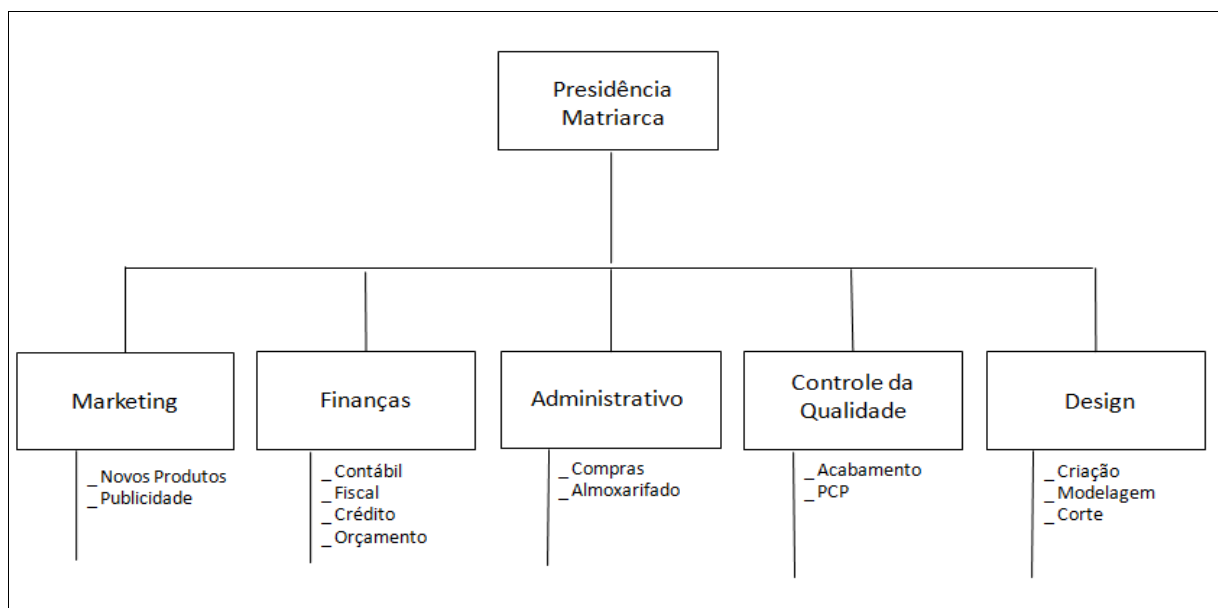 Presidência
Matriarca
Marketing
Finanças
Administrativo
Controle da
Qualidade
Design
_ Novos Produtos
_ Publicidade
_ Contábil
_ Fiscal
_ Crédito
_ Orçamento
_ Compras
_ Almoxarifado
_ Acabamento
_ PCP
_ Criação
_ Modelagem
_ Corte